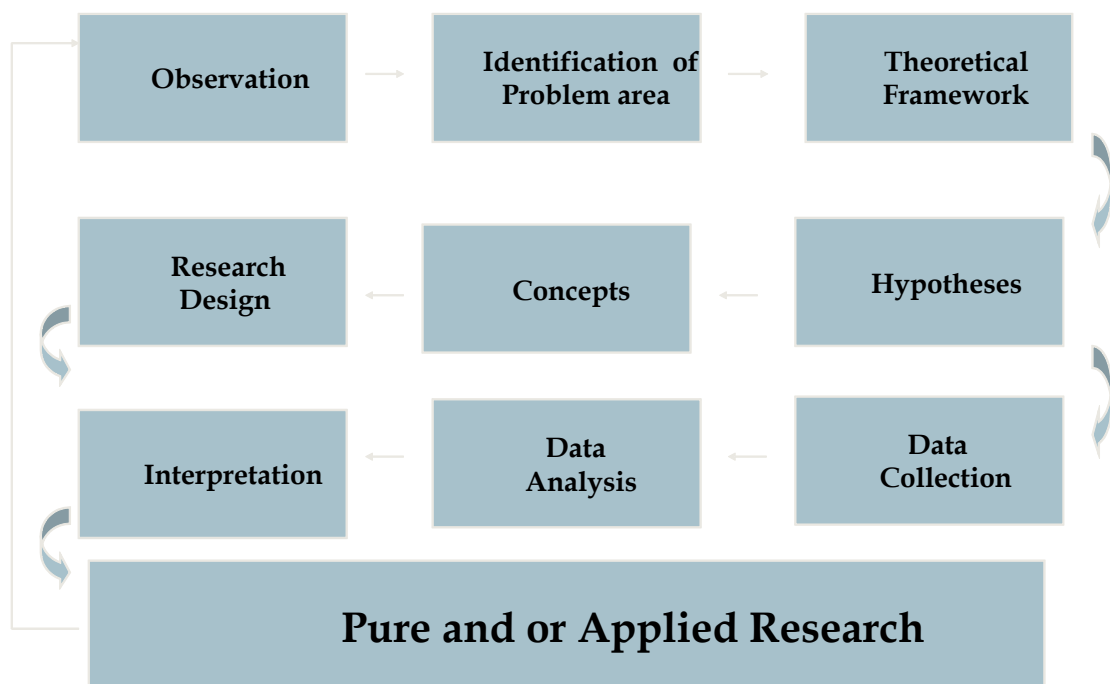 Observation
Identification of
Problem area
Theoretical
Framework
Research
Design
Concepts
Hypotheses
Interpretation
Data
Analysis
Data
Collection
Pure and or Applied Research